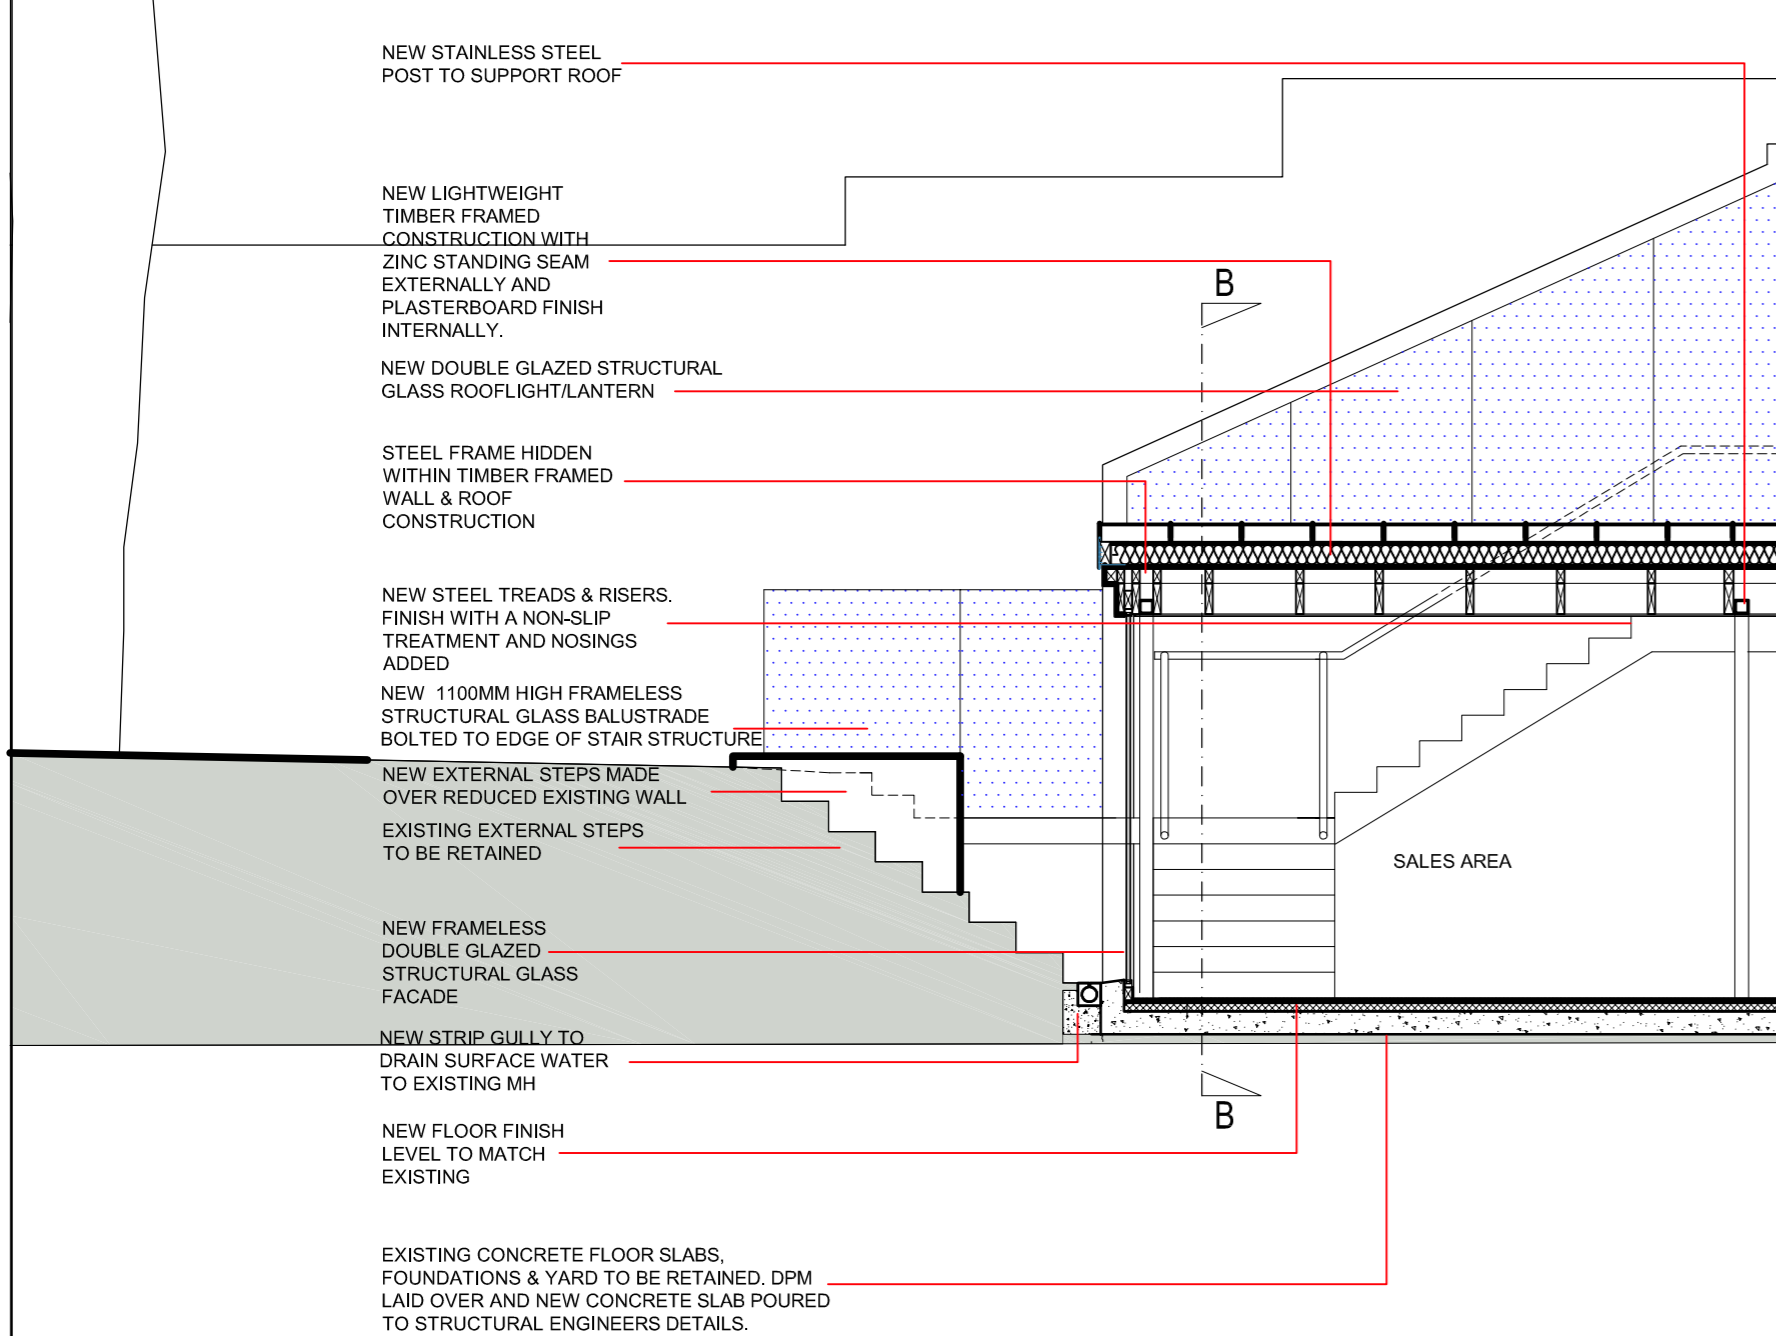 NEW STAINLESS STEEL
POST TO SUPPORT ROOF
NEW LIGHTWEIGHT
TIMBER FRAMED
CONSTRUCTION WITH
ZINC STANDING SEAM
EXTERNALLY AND
PLASTERBOARD FINISH
INTERNALLY.
B
NEW DOUBLE GLAZED STRUCTURAL
GLASS ROOFLIGHT/LANTERN
STEEL FRAME HIDDEN
WITHIN TIMBER FRAMED
WALL & ROOF
CONSTRUCTION
NEW STEEL TREADS & RISERS.
FINISH WITH A NON-SLIP
TREATMENT AND NOSINGS
ADDED
NEW 1100MM HIGH FRAMELESS
STRUCTURAL GLASS BALUSTRADE
BOLTED TO EDGE OF STAIR STRUCTURE
NEW EXTERNAL STEPS MADE
OVER REDUCED EXISTING WALL
EXISTING EXTERNAL STEPS
TO BE RETAINED
SALES AREA
NEW FRAMELESS
DOUBLE GLAZED
STRUCTURAL GLASS
FACADE
NEW STRIP GULLY TO
DRAIN SURFACE WATER
TO EXISTING MH
B
NEW FLOOR FINISH
LEVEL TO MATCH
EXISTING
EXISTING CONCRETE FLOOR SLABS,
FOUNDATIONS & YARD TO BE RETAINED. DPM
LAID OVER AND NEW CONCRETE SLAB POURED
TO STRUCTURAL ENGINEERS DETAILS.